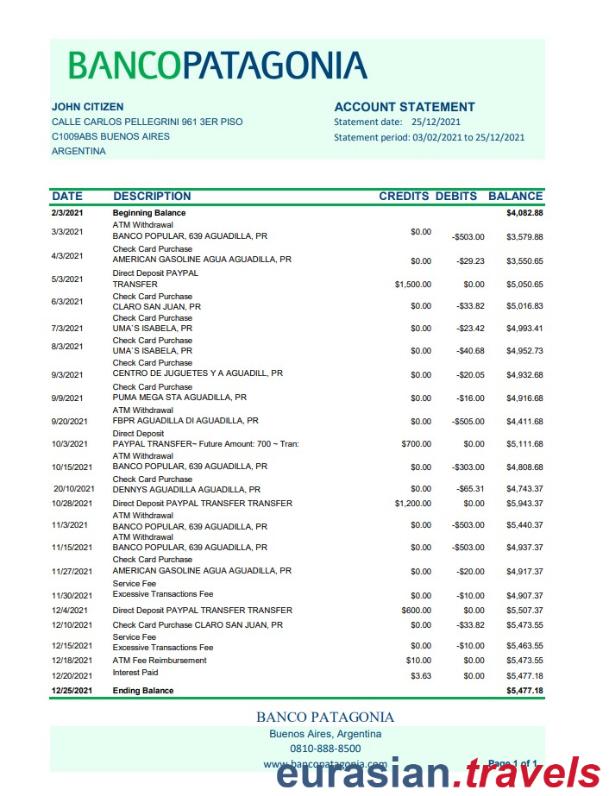 BANCOPATAGONIA
JOHN CITIZEN
CALLE CARLOS PELLEGRINI 961 3ER PISO
C1009ABS BUENOS AIRES
ARGENTINA
ACCOUNT STATEMENT
Statement date: 25/12/2021
Statement period: 03/02/2021 to 25/12/2021
DATE DESCRIPTION CREDITS DEBITS BALANCE
2/3/2021 Beginning Balance $4,082.88
ATM Withdrawal
3/3/2021 BANCO POPULAR, 639 AGUADILLA, PR $0.00 -$503.00 $3,579.88
Check Card Purchase
4/3/2021 AMERICAN GASOLINE AGUA AGUADILLA, PR $0.00 -$29.23 $3,550.65
Direct Deposit PAYPAL
5/3/2021 TRANSFER $1,500.00 $0.00 $5,050.65
Check Card Purchase
6/3/2021 CLARO SAN JUAN, PR $0.00 -$33.82 $5,016.83
Check Card Purchase
7/3/2021 UMA`S ISABELA, PR $0.00 -$23.42 $4,993.41
Check Card Purchase
8/3/2021 UMA`S ISABELA, PR $0.00 -$40.68 $4,952.73
Check Card Purchase
9/3/2021 CENTRO DE JUGUETES Y A AGUADILL, PR $0.00 -$20.05 $4,932.68
Check Card Purchase
9/9/2021 PUMA MEGA STA AGUADILLA, PR $0.00 -$16.00 $4,916.68
ATM Withdrawal
9/20/2021 FBPR AGUADILLA DI AGUADILLA, PR $0.00 -$505.00 $4,411.68
Direct Deposit
10/3/2021 PAYPAL TRANSFER~ Future Amount: 700 ~ Tran: $700.00 $0.00 $5,111.68
ATM Withdrawal
10/15/2021 BANCO POPULAR, 639 AGUADILLA, PR $0.00 -$303.00 $4,808.68
Check Card Purchase
20/10/2021 DENNYS AGUADILLA AGUADILLA, PR $0.00 -$65.31 $4,743.37
10/28/2021 Direct Deposit PAYPAL TRANSFER TRANSFER $1,200.00 $0.00 $5,943.37
ATM Withdrawal
11/3/2021 BANCO POPULAR, 639 AGUADILLA, PR $0.00 -$503.00 $5,440.37
ATM Withdrawal
11/15/2021 BANCO POPULAR, 639 AGUADILLA, PR $0.00 -$503.00 $4,937.37
Check Card Purchase
11/27/2021 AMERICAN GASOLINE AGUA AGUADILLA, PR $0.00 -$20.00 $4,917.37
Service Fee
11/30/2021 Excessive Transactions Fee $0.00 -$10.00 $4,907.37
12/4/2021 Direct Deposit PAYPAL TRANSFER TRANSFER $600.00 $0.00 $5,507.37
12/10/2021 Check Card Purchase CLARO SAN JUAN, PR $0.00 -$33.82 $5,473.55
Service Fee
12/15/2021 Excessive Transactions Fee $0.00 -$10.00 $5,463.55
12/18/2021 ATM Fee Reimbursement $10.00 $0.00 $5,473.55
12/20/2021 Interest Paid $3.63 $0.00 $5,477.18
12/25/2021 Ending Balance $5,477.18
BANCO PATAGONIA
Buenos Aires, Argentina
0810-888-8500
www.bancopatagonia.com Page 1 of 1
eurasian.travels